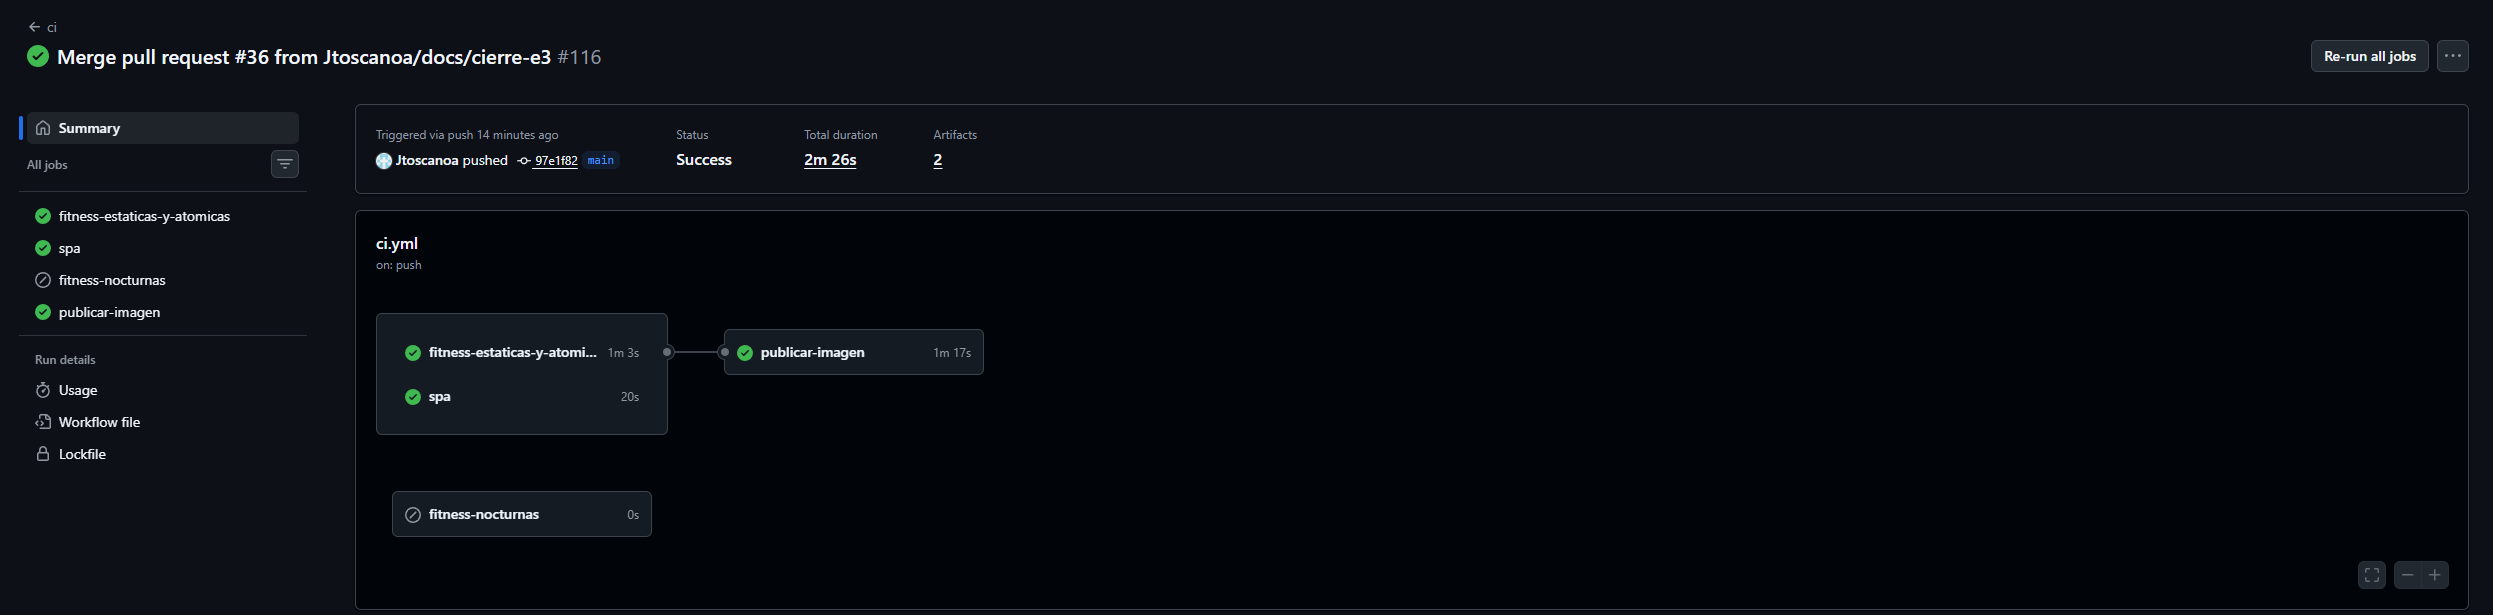 ci
Merge pull request #36 from Jtoscanoa/docs/cierre-e3 #116
Re-run all jobs
Summary
All jobs
fitness-estaticas-y-atomicas
spa
fitness-nocturnas
publicar-imagen
Run details
Usage
Workflow file
Lockfile
Triggered via push 14 minutes ago
Jtoscanoa pushed 97e1f82 main
Status
Success
Total duration
2m 26s
Artifacts
2
ci.yml
on: push
fitness-estaticas-y-atomi... 1m 3s
spa 20s
publicar-imagen 1m 17s
fitness-nocturnas 0s